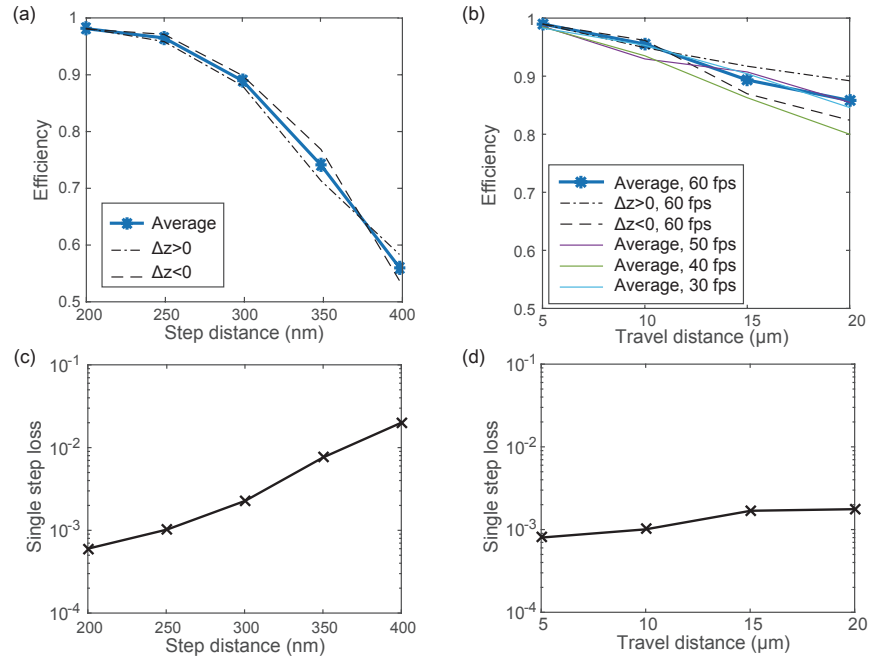 (a)
1
0.9
0.8
0.7
0.6
0.5
Efficiency
Average
Δz>0
Δz<0
200
250
300
350
400
Step distance (nm)
(b)
1
0.9
0.8
0.7
0.6
0.5
Efficiency
Average, 60 fps
Δz>0, 60 fps
Δz<0, 60 fps
Average, 50 fps
Average, 40 fps
Average, 30 fps
5
10
15
20
Travel distance (μm)
(c)
10⁻¹
10⁻²
10⁻³
10⁻⁴
Single step loss
200
250
300
350
400
Step distance (nm)
(d)
10⁻¹
10⁻²
10⁻³
10⁻⁴
Single step loss
5
10
15
20
Travel distance (μm)